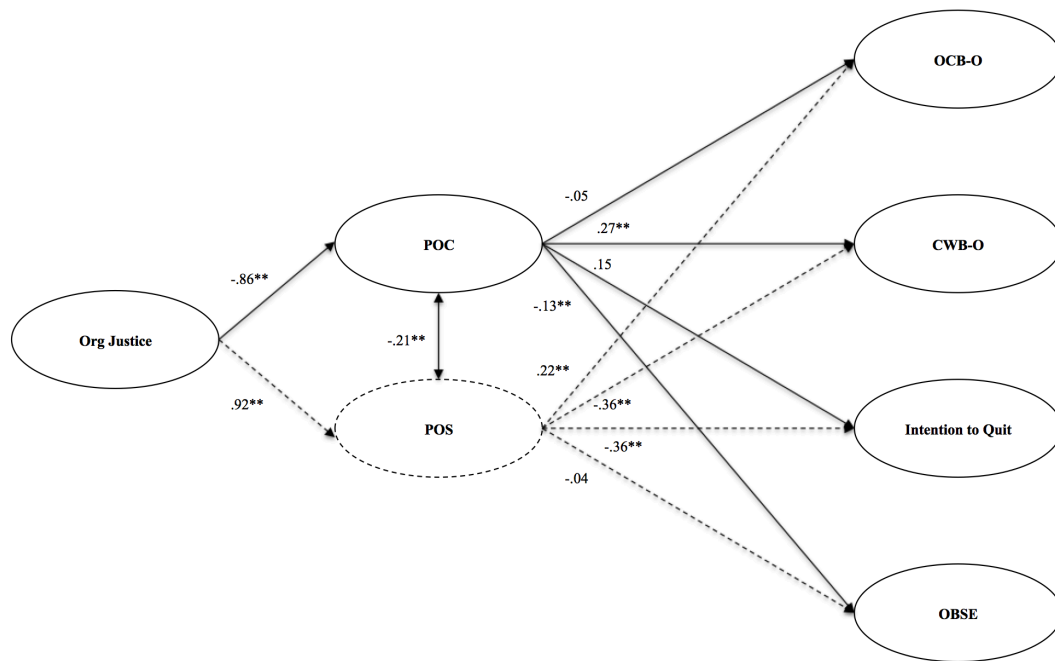 OCB-O
-.05
.27**
CWB-O
POC
.15
-.86**
-.13**
Org Justice
-.21**
.22**
.92**
-.36**
POS
Intention to Quit
-.36**
-.04
OBSE